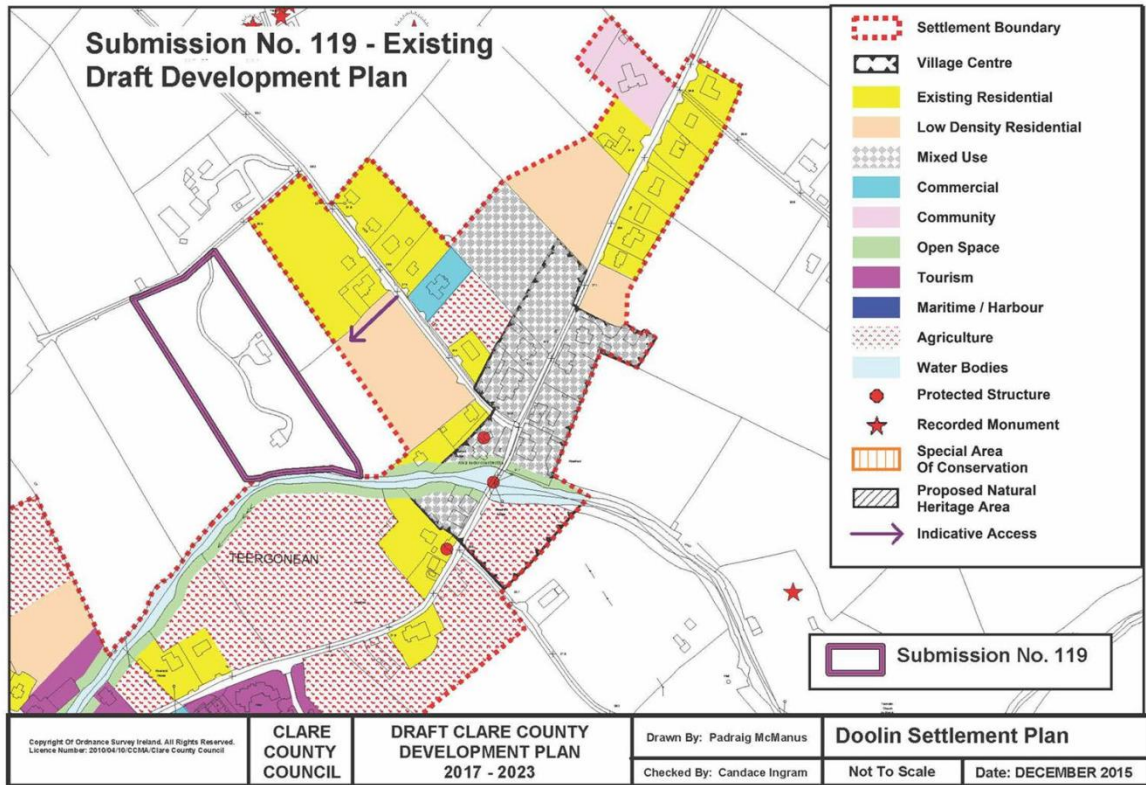 Submission No. 119 - Existing
Draft Development Plan
Settlement Boundary
Village Centre
Existing Residential
Low Density Residential
Mixed Use
Commercial
Community
Open Space
Tourism
Maritime / Harbour
Agriculture
Water Bodies
Protected Structure
Recorded Monument
Special Area
Of Conservation
Proposed Natural
Heritage Area
Indicative Access
TEERGONEAN
Submission No. 119
Copyright Of Ordnance Survey Ireland. All Rights Reserved.
Licence Number: 2010/04/10/CCMA/Clare County Council
CLARE
COUNTY
COUNCIL
DRAFT CLARE COUNTY
DEVELOPMENT PLAN
2017 - 2023
Drawn By: Padraig McManus
Checked By: Candace Ingram
Doolin Settlement Plan
Not To Scale
Date: DECEMBER 2015